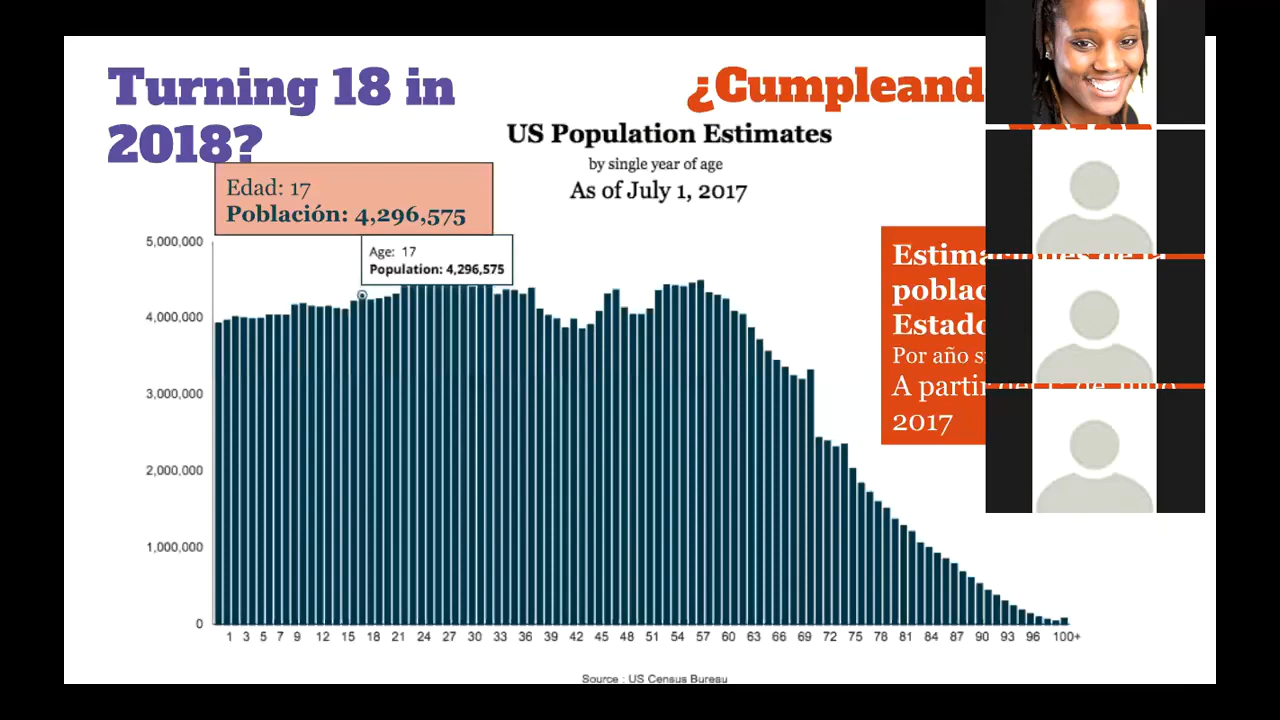 Turning 18 in
2018?
¿Cumpleand
US Population Estimates
by single year of age
As of July 1, 2017
Edad: 17
Población: 4,296,575
Age: 17
Population: 4,296,575
5,000,000
4,000,000
3,000,000
2,000,000
1,000,000
0
1 3 5 7 9 12 15 18 21 24 27 30 33 36 39 42 45 48 51 54 57 60 63 66 69 72 75 78 81 84 87 90 93 96 100+
Source : US Census Bureau
Por año
A partir
2017